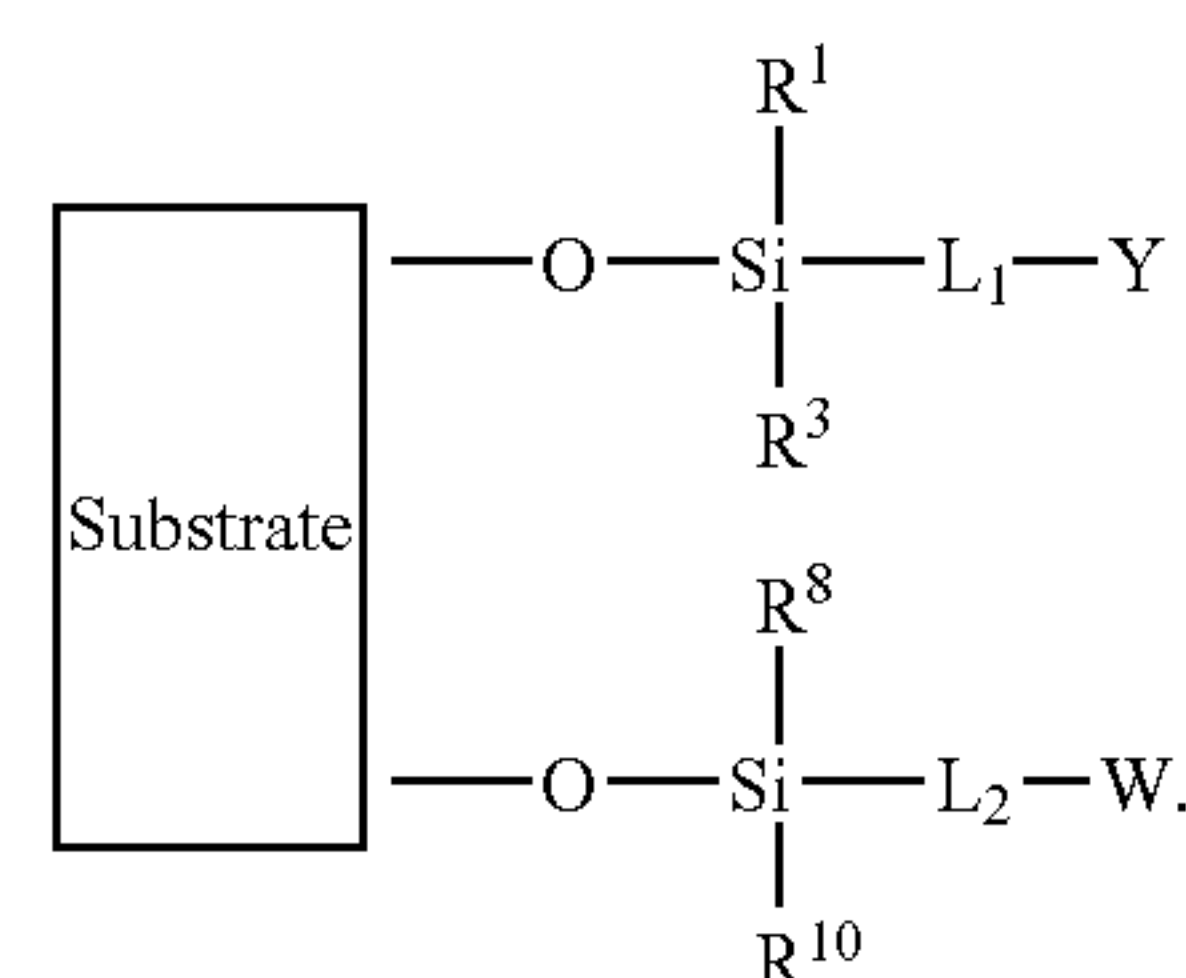 R¹
O Si L₁ Y
R³
Substrate
R⁸
O Si L₂ W.
R¹⁰